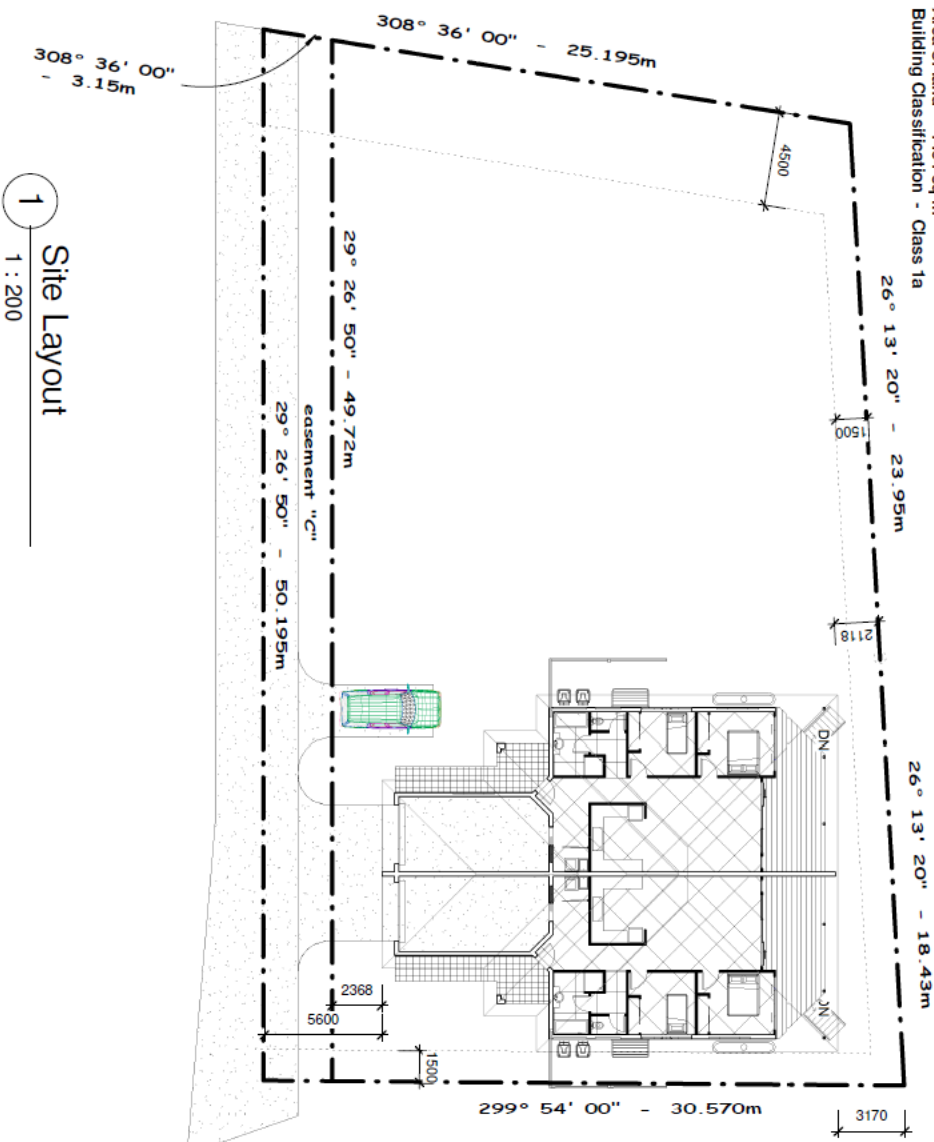 Building Classification - Class 1a
308° 36' 00" - 25.195m
308° 36' 00"
- 3.15m
4500
26° 13' 20" - 23.95m
1500
2118
26° 13' 20" - 18.43m
29° 26' 50" - 49.72m
easement "C"
29° 26' 50" - 50.195m
DN
DN
2368
5600
1500
299° 54' 00" - 30.570m
3170
1
Site Layout
1 : 200